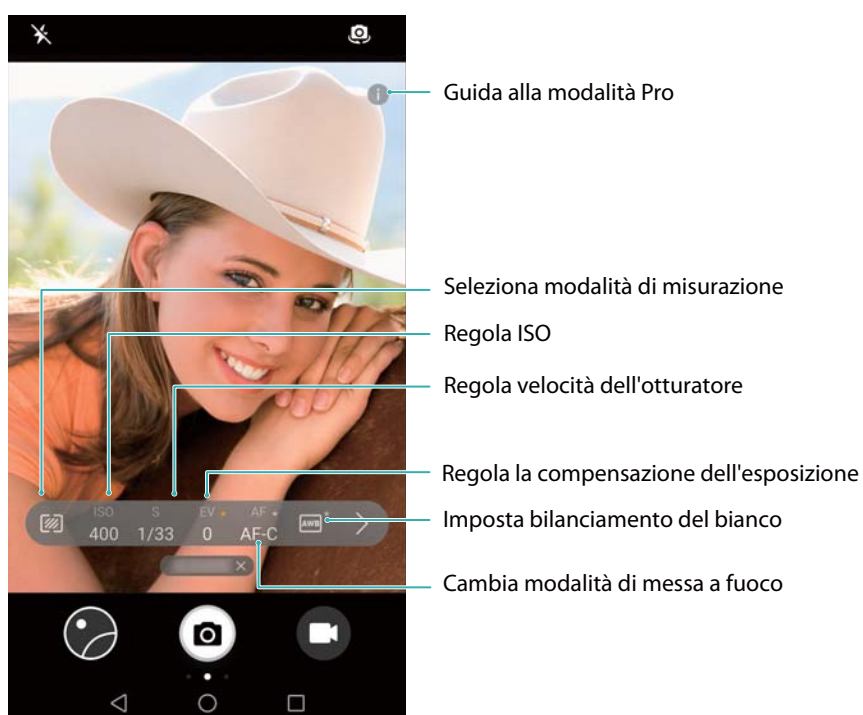 Guida alla modalità Pro
Seleziona modalità di misurazione
Regola ISO
Regola velocità dell'otturatore
Regola la compensazione dell'esposizione
Imposta bilanciamento del bianco
Cambia modalità di messa a fuoco
i
ISO S EV AF
400 1/33 0 AF-C AWB